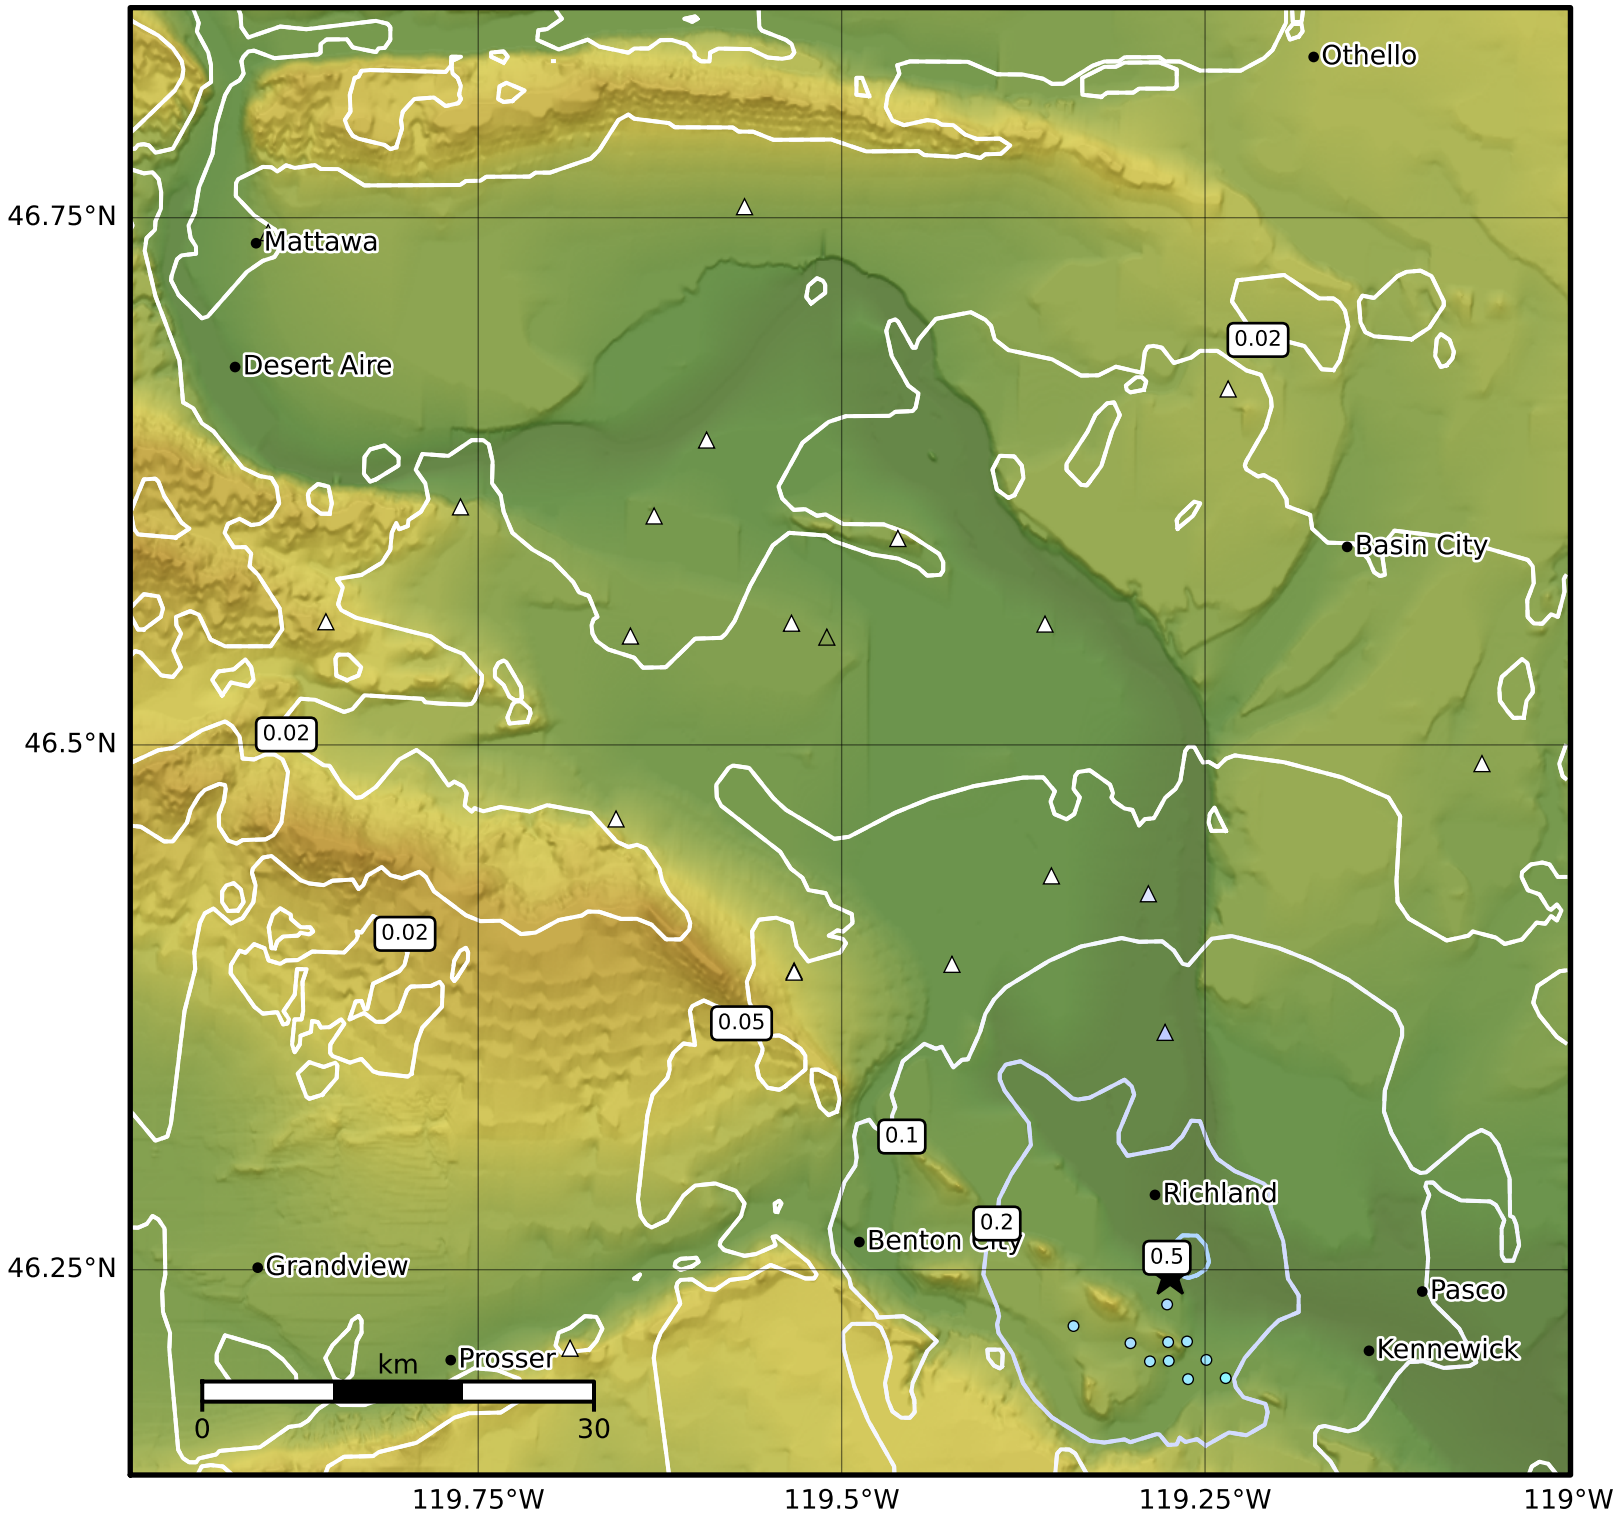 Othello
46.75°N
Mattawa
0.02
Desert Aire
Basin City
0.02
46.5°N
0.02
0.05
0.1
Richland
0.2
Benton City
0.5
46.25°N
Grandview
Pasco
Kennewick
Prosser
km
0
30
119.75°W
119.5°W
119.25°W
119°W